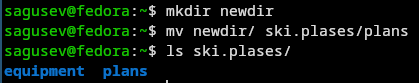 sagusev@fedora:~$ mkdir newdir
sagusev@fedora:~$ mv newdir/ ski.plases/plans
sagusev@fedora:~$ ls ski.plases/
equipment  plans